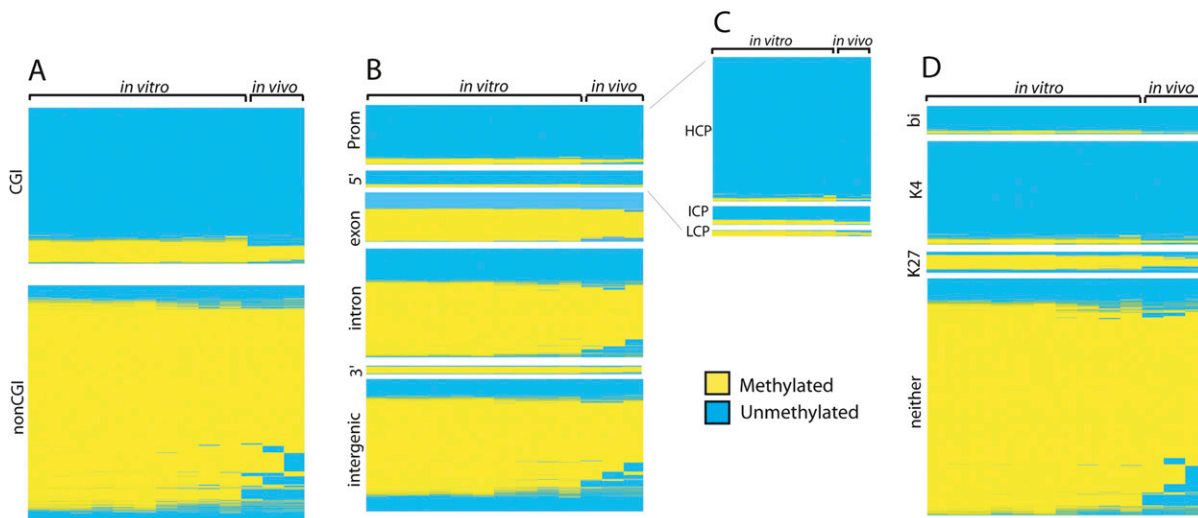 A
in vitro
in vivo
CGI
nonCGI
B
in vitro
in vivo
Prom
5'
exon
intron
3'
intergenic
C
in vitro
in vivo
HCP
ICP
LCP
Methylated
Unmethylated
D
in vitro
in vivo
bi
K4
K27
neither